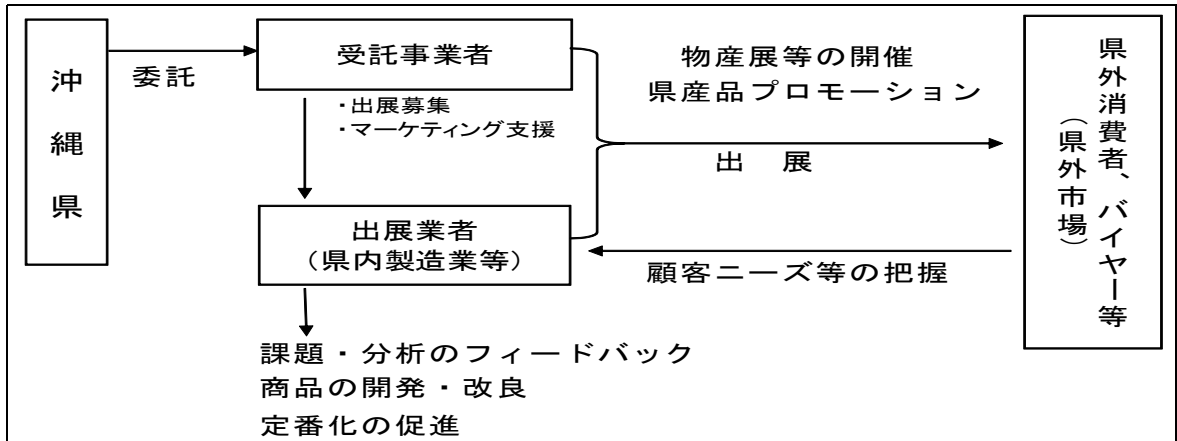 沖縄県
委託
受託事業者
・出展募集
・マーケティング支援
出展業者
（県内製造業等）
物産展等の開催
県産品プロモーション
出　展
顧客ニーズ等の把握
県外消費者、バイヤー等
（県外市場）
課題・分析のフィードバック
商品の開発・改良
定番化の促進